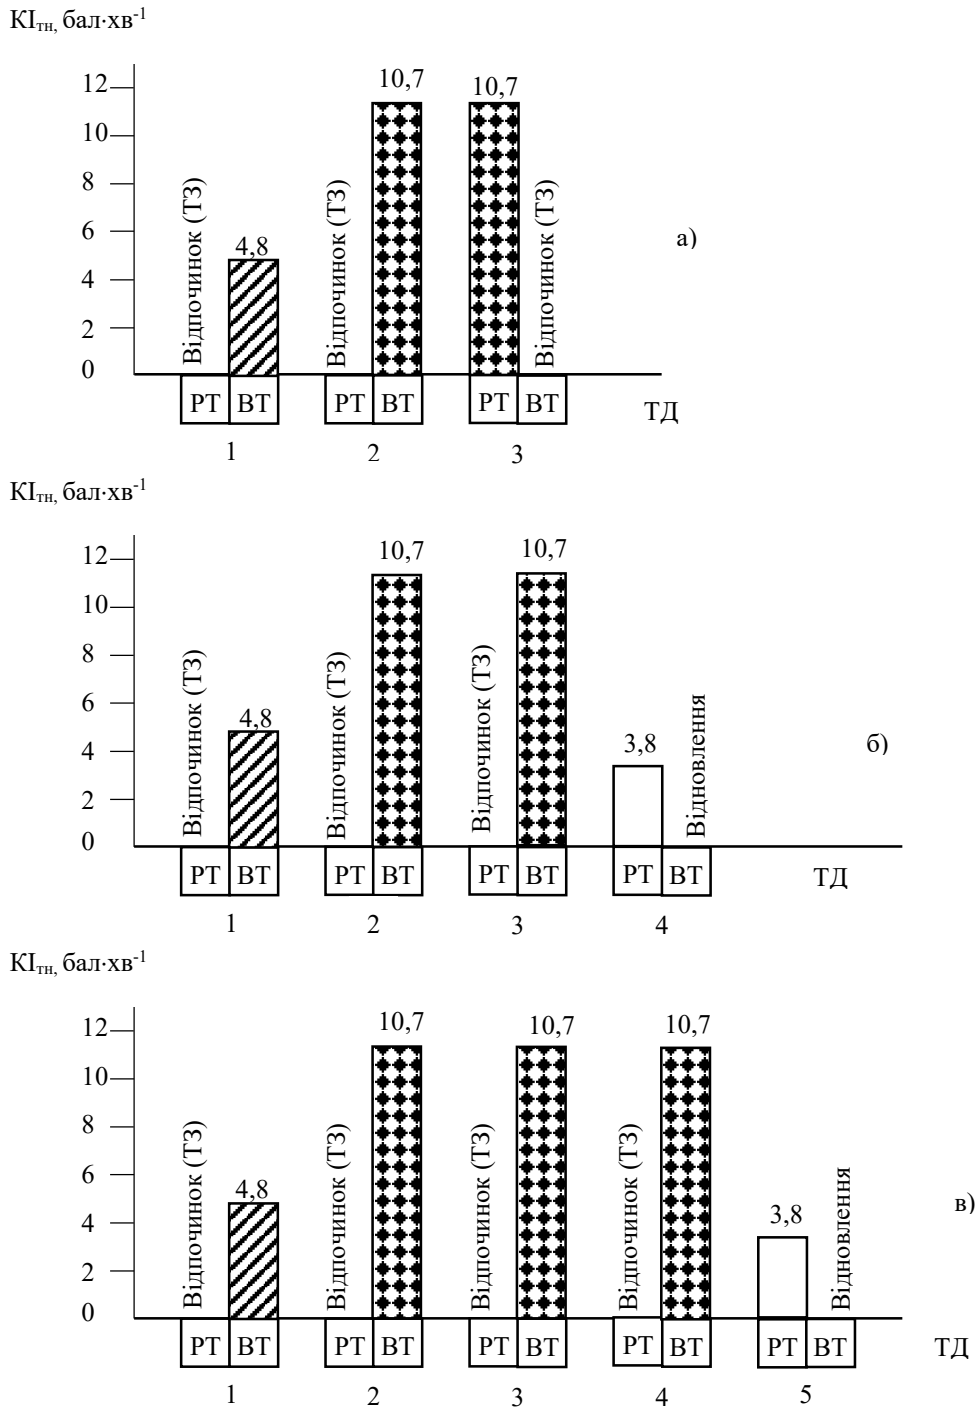 КІтн, бал·хв-1
12
10
8
6
4
2
0
Відпочинок (ТЗ)
4,8
Відпочинок (ТЗ)
10,7
10,7
Відпочинок (ТЗ)
а)
РТ ВТ РТ ВТ РТ ВТ ТД
1 2 3
КІтн, бал·хв-1
12
10
8
6
4
2
0
Відпочинок (ТЗ)
4,8
Відпочинок (ТЗ)
10,7
Відпочинок (ТЗ)
10,7
3,8
Відновлення
б)
РТ ВТ РТ ВТ РТ ВТ РТ ВТ ТД
1 2 3 4
КІтн, бал·хв-1
12
10
8
6
4
2
0
Відпочинок (ТЗ)
4,8
Відпочинок (ТЗ)
10,7
Відпочинок (ТЗ)
10,7
Відпочинок (ТЗ)
10,7
3,8
Відновлення
в)
РТ ВТ РТ ВТ РТ ВТ РТ ВТ РТ ВТ ТД
1 2 3 4 5